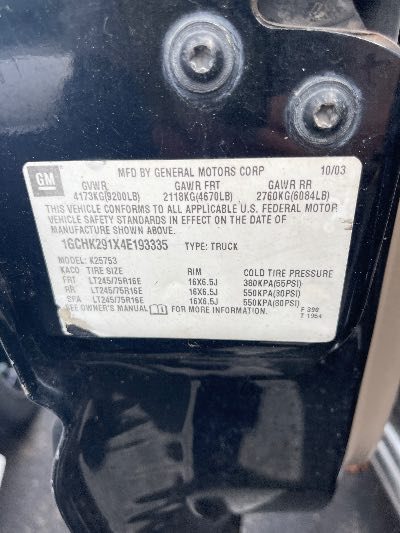 GM
MFD BY GENERAL MOTORS CORP 10/03
GVWR GAWR FRT GAWR RR
4173KG(9200LB) 2118KG(4670LB) 2760KG(6084LB)
THIS VEHICLE CONFORMS TO ALL APPLICABLE U.S. FEDERAL MOTOR
VEHICLE SAFETY STANDARDS IN EFFECT ON THE DATE OF
MANUFACTURE SHOWN ABOVE.
1GCHK291X4E193335 TYPE: TRUCK
MODEL: K25753
KACO TIRE SIZE RIM COLD TIRE PRESSURE
FRT LT245/75R16E 16X6.5J 380KPA(55PSI)
RR LT245/75R16E 16X6.5J 550KPA(80PSI)
SPA LT245/75R16E 16X6.5J 550KPA(80PSI)
SEE OWNER'S MANUAL FOR MORE INFORMATION. F 390
T 1954